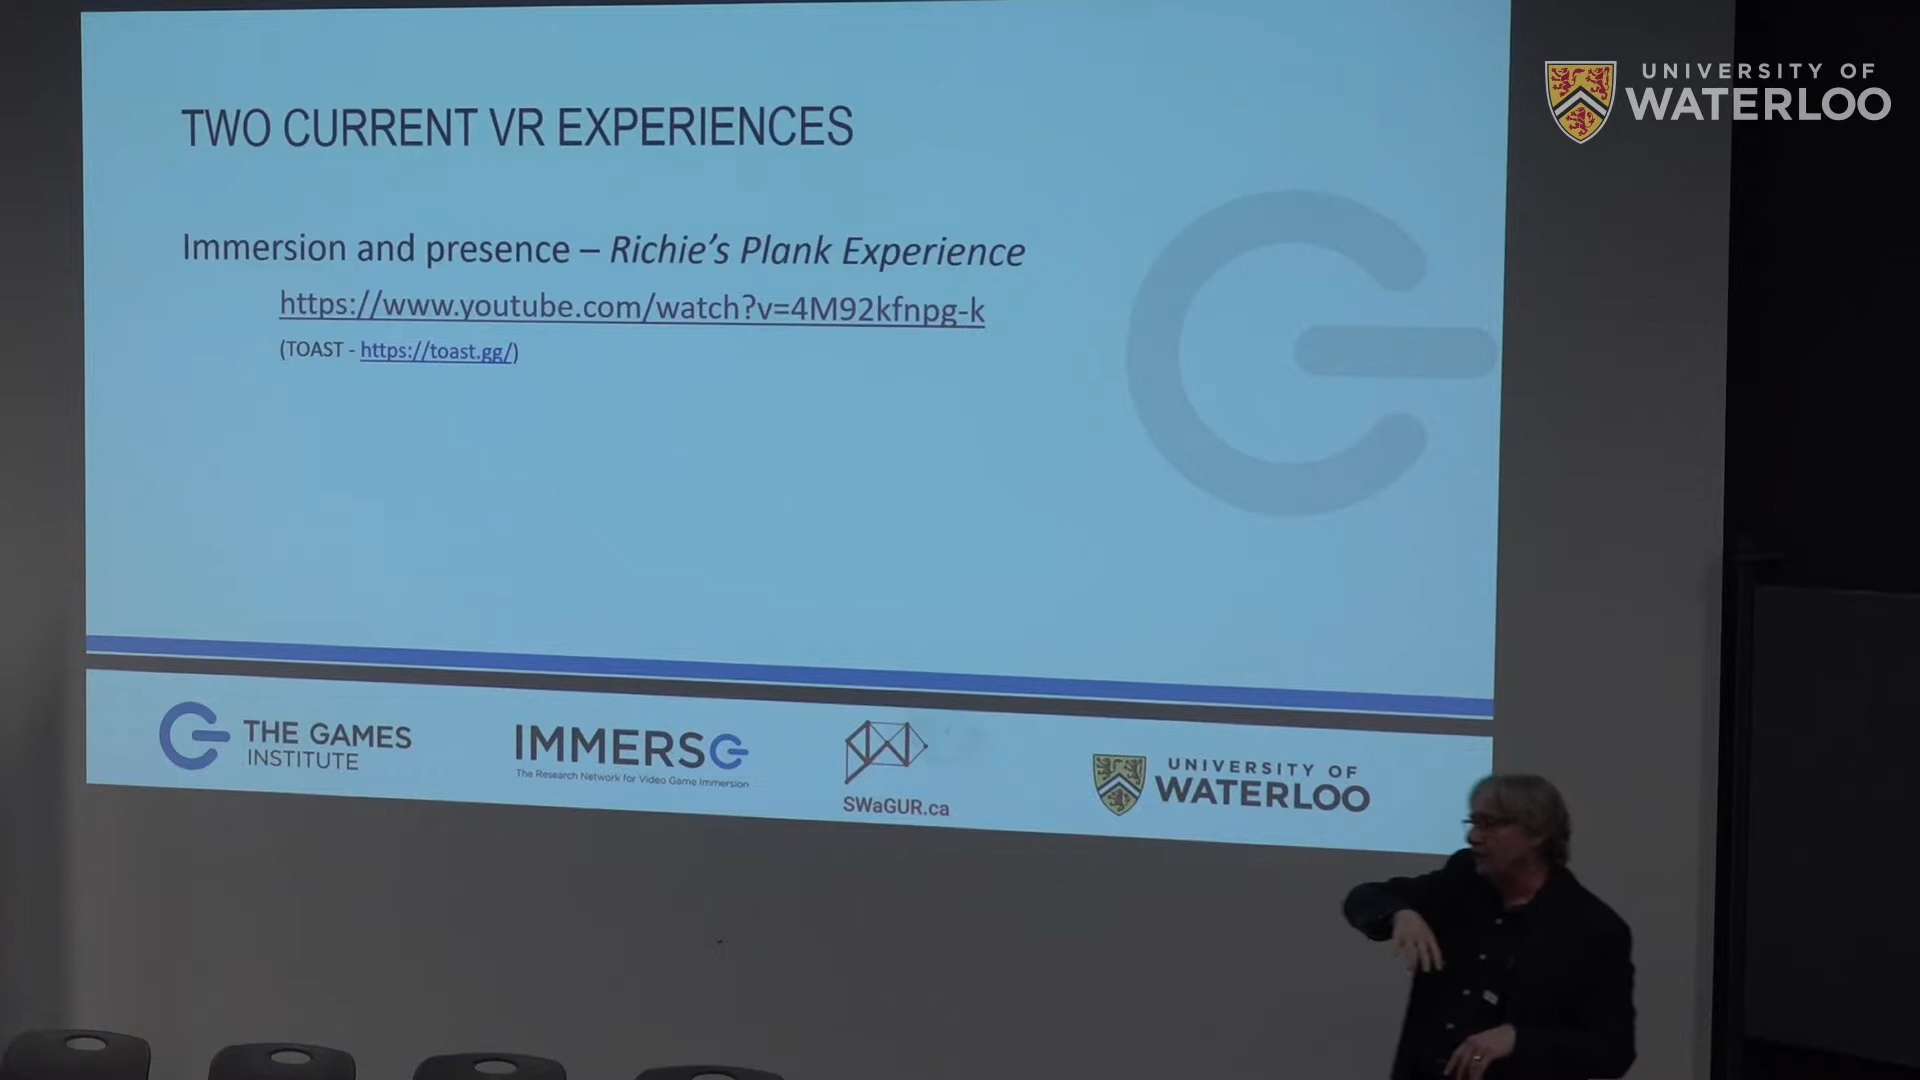 UNIVERSITY OF
WATERLOO
TWO CURRENT VR EXPERIENCES
Immersion and presence – Richie's Plank Experience
https://www.youtube.com/watch?v=4M92kfnpg-k
(TOAST - https://toast.gg/)
THE GAMES
INSTITUTE
IMMERSe
The Research Network for Video Game Immersion
SWaGUR.ca
UNIVERSITY OF
WATERLOO